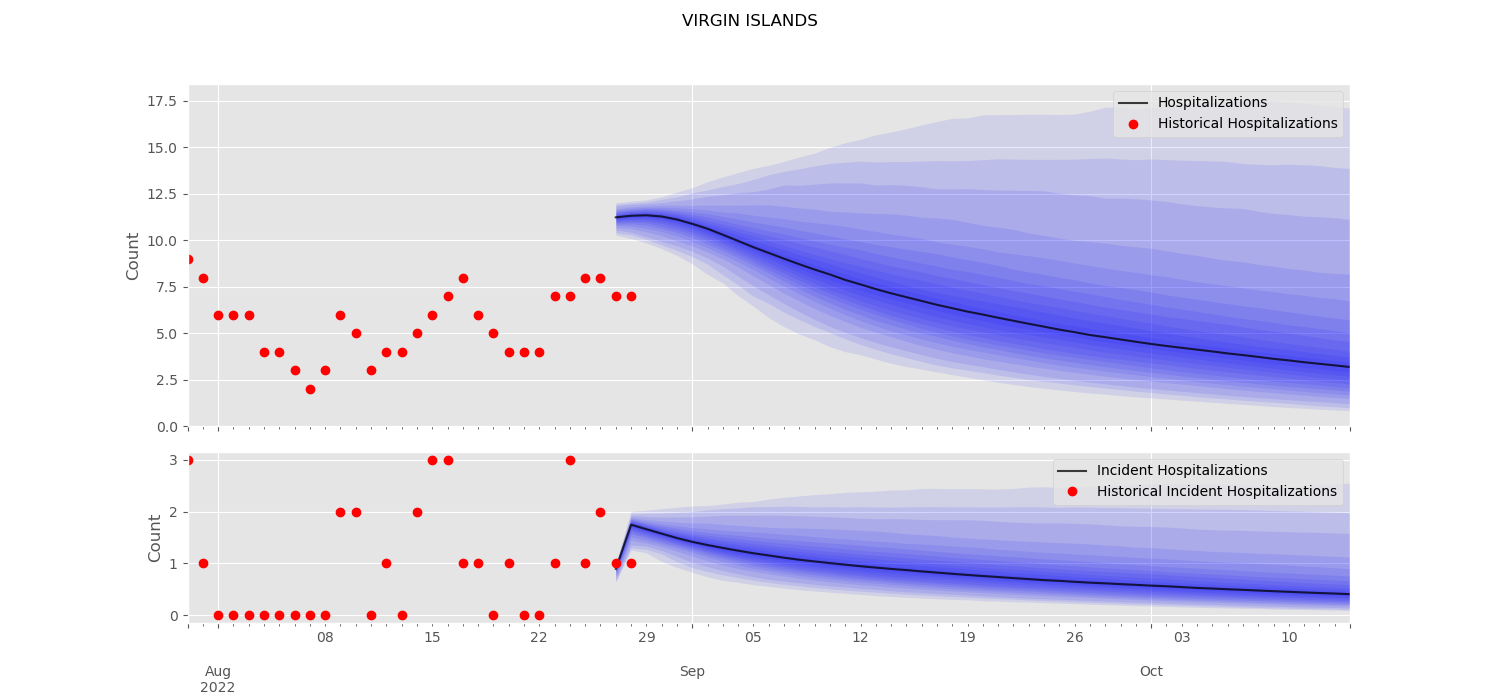 VIRGIN ISLANDS
17.5
15.0
12.5
10.0
7.5
5.0
2.5
0.0
Count
Hospitalizations
Historical Hospitalizations
3
2
1
0
Count
Incident Hospitalizations
Historical Incident Hospitalizations
08 15 22 29 05 12 19 26 03 10
Aug Sep Oct
2022